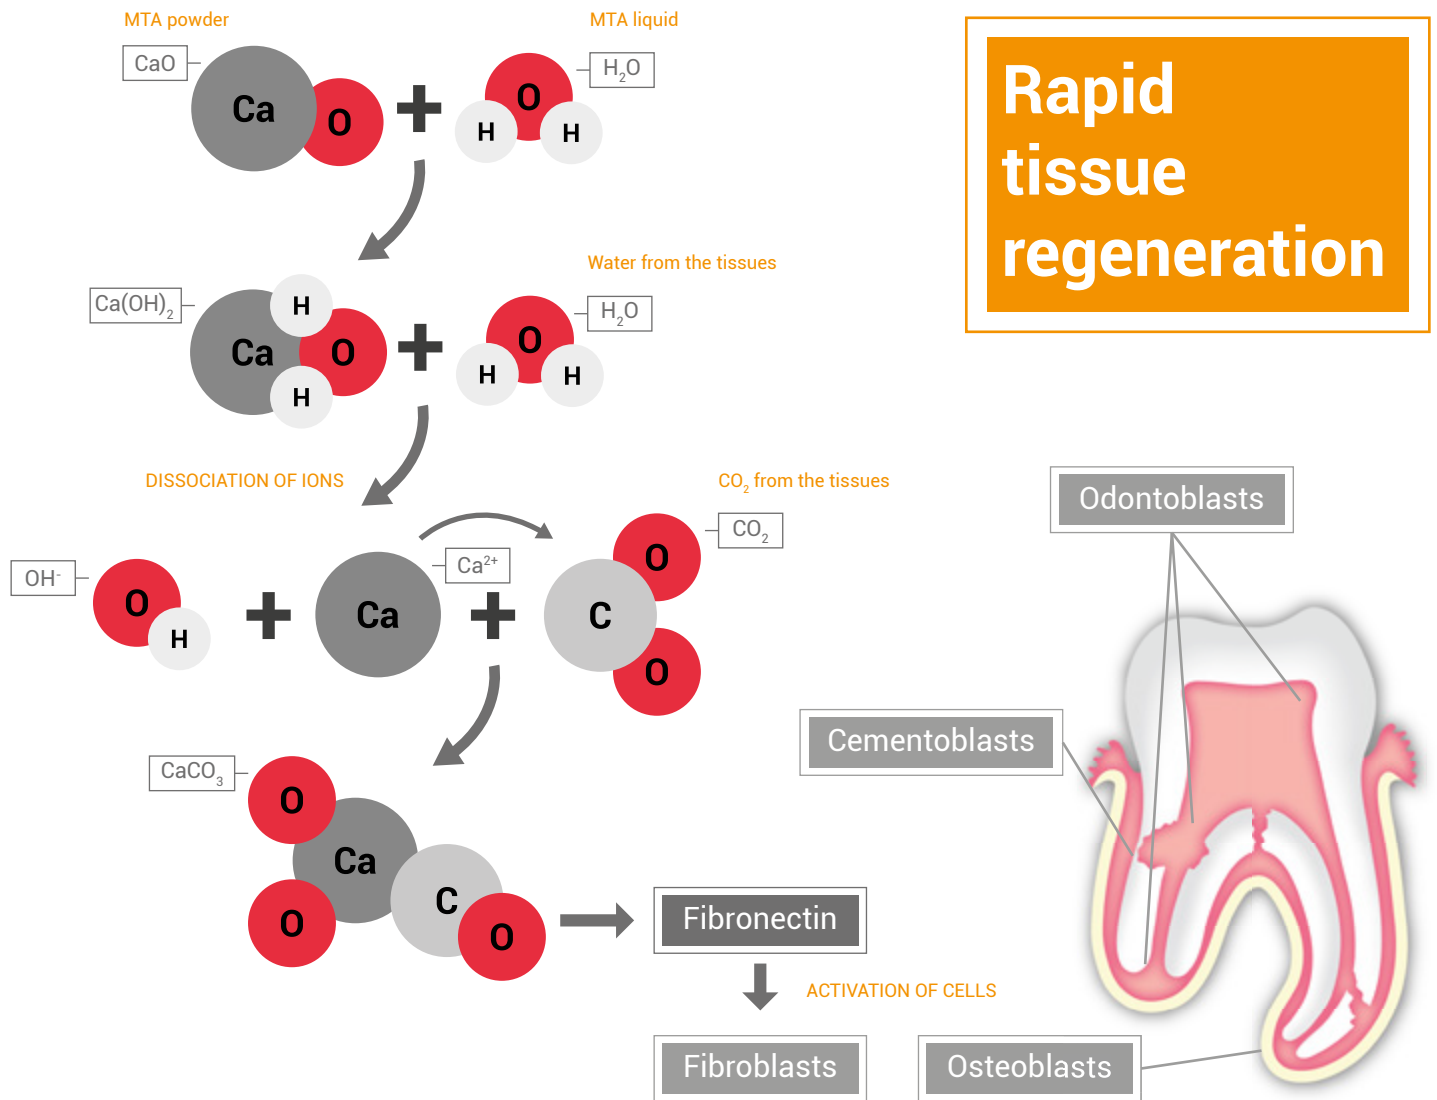 MTA powder
MTA liquid
CaO
H₂O
Ca
O
O
H
H
Rapid
tissue
regeneration
Water from the tissues
Ca(OH)₂
H₂O
H
Ca
O
H
O
H
H
DISSOCIATION OF IONS
CO₂ from the tissues
CO₂
OH⁻
Ca²⁺
O
H
Ca
C
O
O
Odontoblasts
Cementoblasts
CaCO₃
O
Ca
O
C
O
Fibronectin
ACTIVATION OF CELLS
Fibroblasts
Osteoblasts